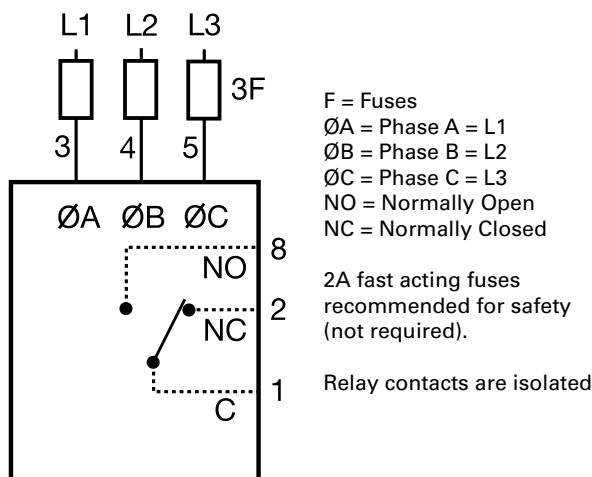 L1 L2 L3
3F
3 4 5
ØA ØB ØC
8
NO
2
NC
1
C
F = Fuses
ØA = Phase A = L1
ØB = Phase B = L2
ØC = Phase C = L3
NO = Normally Open
NC = Normally Closed
2A fast acting fuses
recommended for safety
(not required).
Relay contacts are isolated